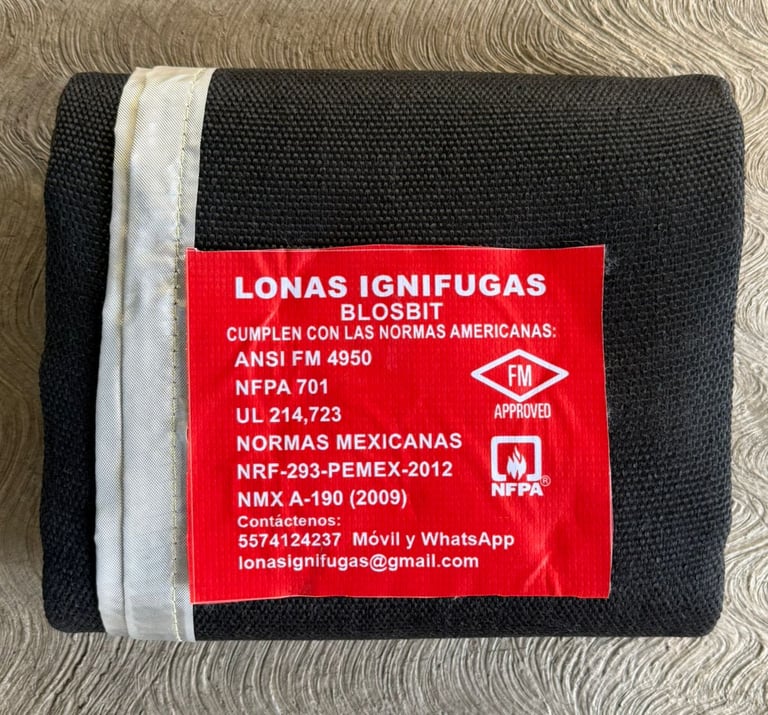 LONAS IGNIFUGAS
BLOSBIT
CUMPLEN CON LAS NORMAS AMERICANAS:
ANSI FM 4950
NFPA 701
UL 214,723
NORMAS MEXICANAS
NRF-293-PEMEX-2012
NMX A-190 (2009)
FM
APPROVED
NFPA®
Contáctenos:
5574124237 Móvil y WhatsApp
lonasignifugas@gmail.com